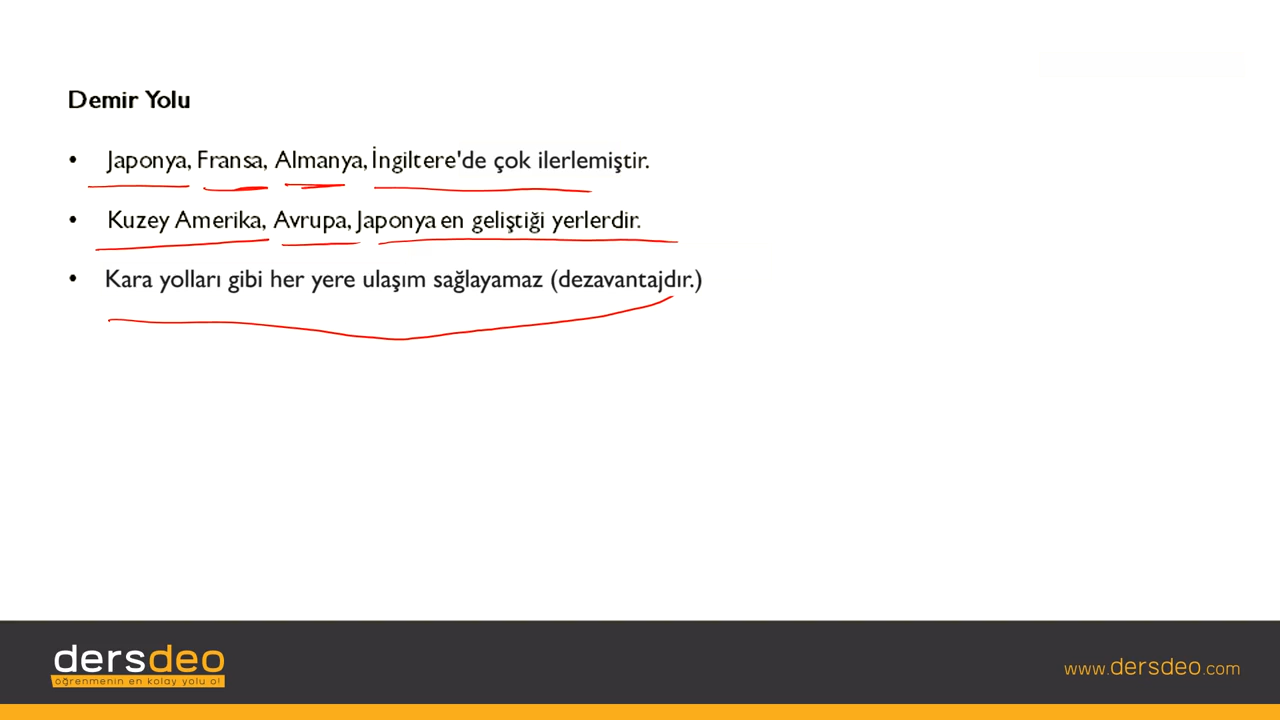 Demir Yolu
• Japonya, Fransa, Almanya, İngiltere'de çok ilerlemiştir.
• Kuzey Amerika, Avrupa, Japonya en geliştiği yerlerdir.
• Kara yolları gibi her yere ulaşım sağlayamaz (dezavantajdır.)
dersdeo
öğrenmenin en kolay yolu o!
www.dersdeo.com